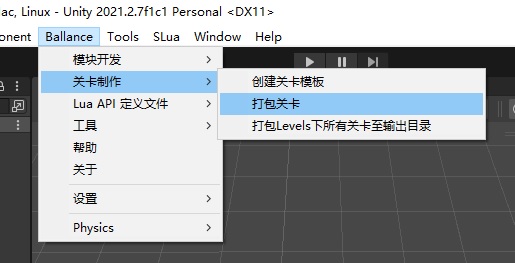 lac, Linux - Unity 2021.2.7f1c1 Personal <DX11>
onent Ballance Tools SLua Window Help
模块开发
关卡制作
创建关卡模板
Lua API 定义文件
打包关卡
工具
打包Levels下所有关卡至输出目录
帮助
关于
设置
Physics